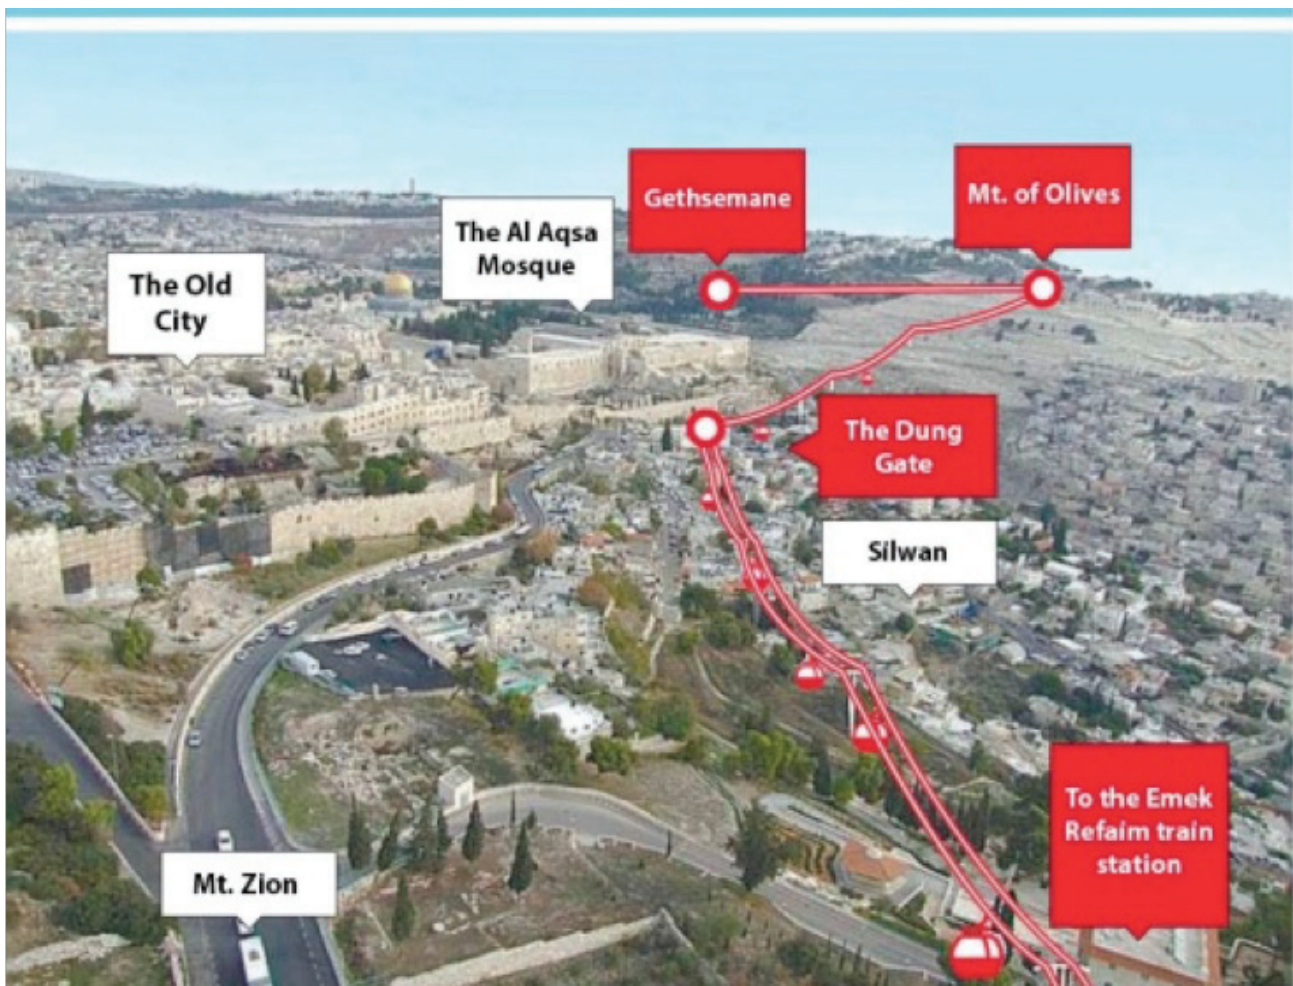 Gethsemane
Mt. of Olives
The Al Aqsa
Mosque
The Old
City
The Dung
Gate
Silwan
To the Emek
Refaim train
station
Mt. Zion